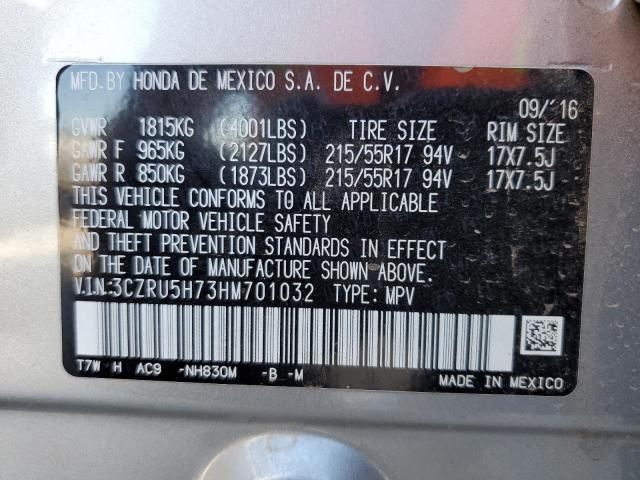 MFD. BY HONDA DE MEXICO S.A. DE C.V.
09/'16
GVWR 1815KG (4001LBS) TIRE SIZE RIM SIZE
GAWR F 965KG (2127LBS) 215/55R17 94V 17X7.5J
GAWR R 850KG (1873LBS) 215/55R17 94V 17X7.5J
THIS VEHICLE CONFORMS TO ALL APPLICABLE
FEDERAL MOTOR VEHICLE SAFETY
AND THEFT PREVENTION STANDARDS IN EFFECT
ON THE DATE OF MANUFACTURE SHOWN ABOVE.
V.I.N:3CZRU5H73HM701032 TYPE: MPV
T7W H AC9 -NH830M -B -M
MADE IN MEXICO